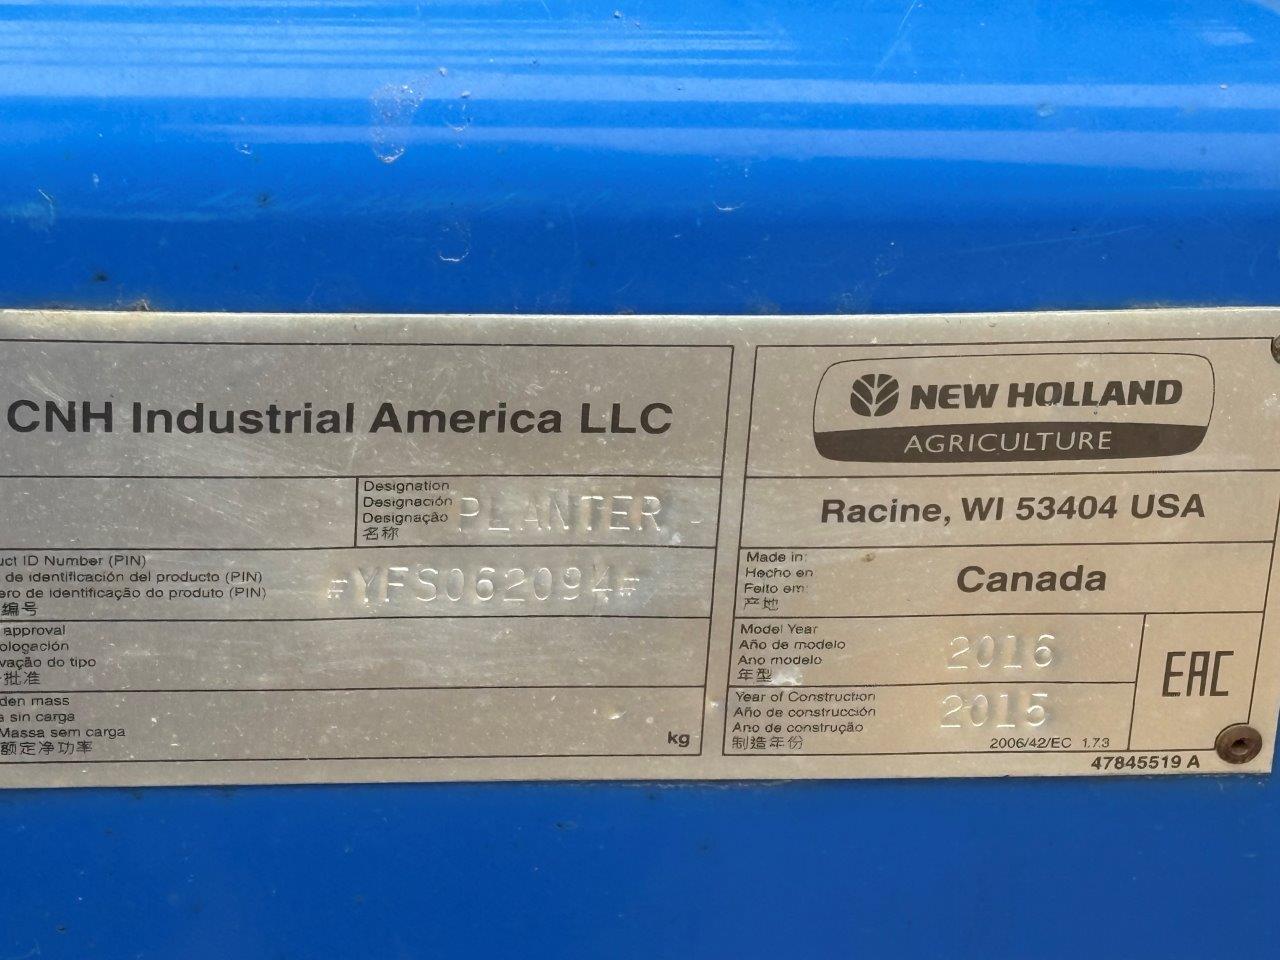 CNH Industrial America LLC
NEW HOLLAND
AGRICULTURE
Designation
Designación
Designação
名称
PLANTER
Racine, WI 53404 USA
uct ID Number (PIN)
de identificación del producto (PIN)
ero de identificação do produto (PIN)
编号
#YFS062094#
Made in:
Hecho en
Feito em:
产地
Canada
approval
ologación
vação do tipo
批准
Model Year
Año de modelo
Ano modelo
年型
2016
EAC
den mass
sin carga
Massa sem carga
额定净功率
kg
Year of Construction
Año de construcción
Ano de construção
制造年份
2015
2006/42/EC 1.7.3
47845519 A